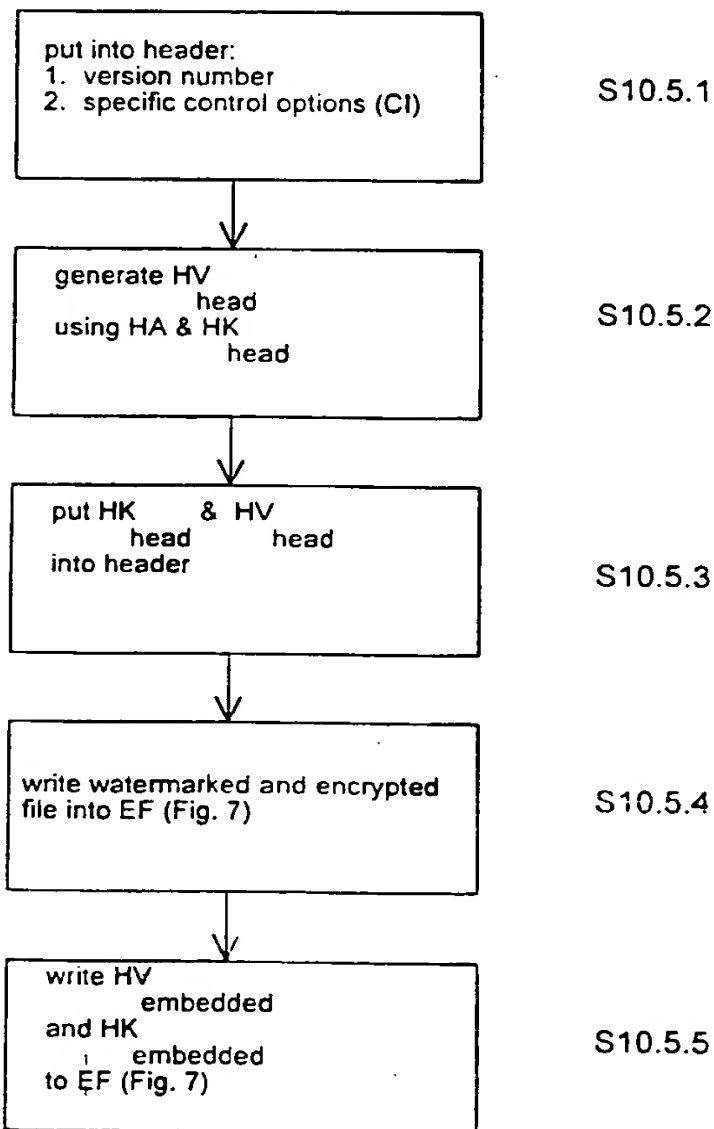 put into header:
1. version number
2. specific control options (CI)
S10.5.1
generate HV
head
using HA & HK
head
S10.5.2
put HK & HV
head head
into header
S10.5.3
write watermarked and encrypted
file into EF (Fig. 7)
S10.5.4
write HV
embedded
and HK
embedded
to EF (Fig. 7)
S10.5.5